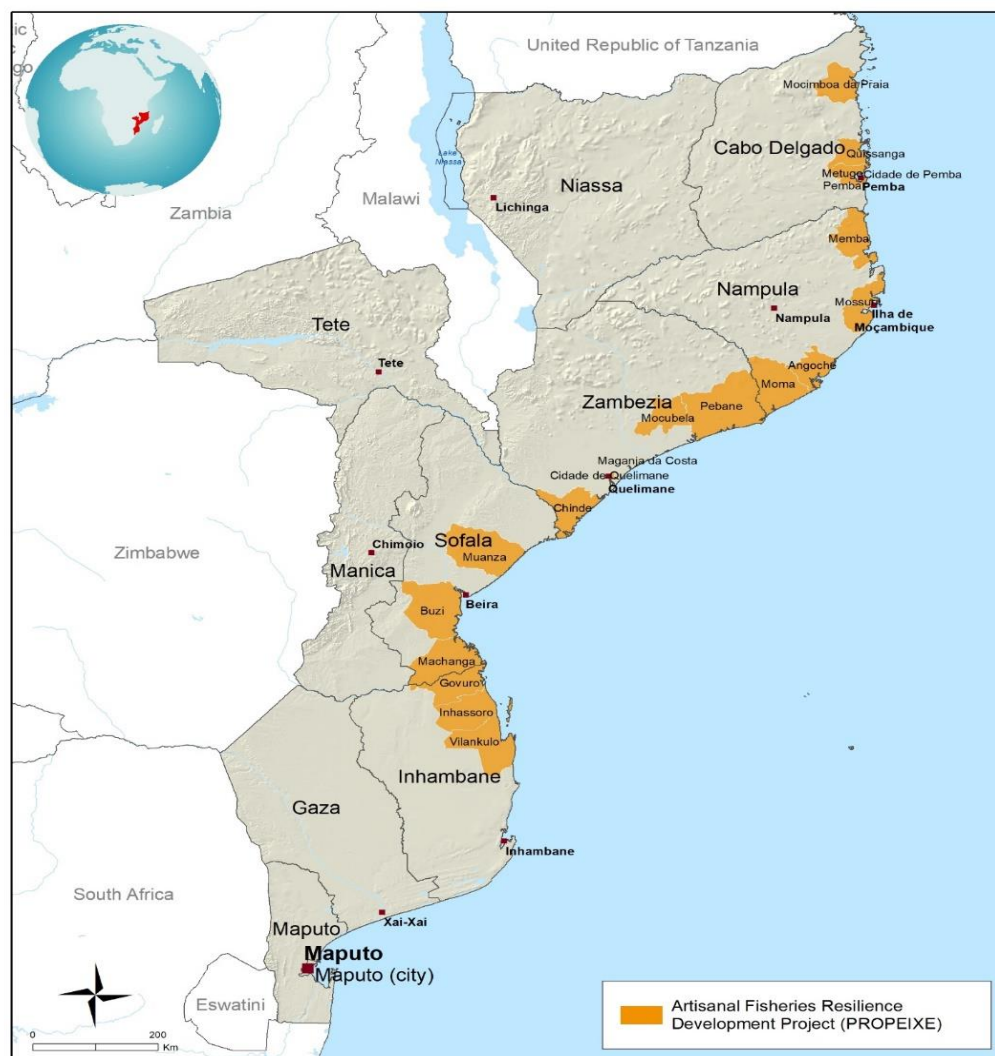 ic
c
go
United Republic of Tanzania
Mocimboa da Praia
Cabo Delgado
Quissanga
Metuge
Cidade de Pemba
Pemba
Pemba
Lake
Niassa
Niassa
Malawi
Lichinga
Zambia
Memba
Nampula
Nampula
Mossuril
Ilha de
Moçambique
Tete
Tete
Angoche
Moma
Zambezia
Pebane
Mocubela
Maganja da Costa
Cidade de Quelimane
Quelimane
Chinde
Sofala
Muanza
Chimoio
Manica
Zimbabwe
Beira
Buzi
Machanga
Govuro
Inhassoro
Vilankulo
Inhambane
Gaza
Inhambane
South Africa
Xai-Xai
Maputo
Maputo
Maputo (city)
Eswatini
0 200
Km
Artisanal Fisheries Resilience
Development Project (PROPEIXE)